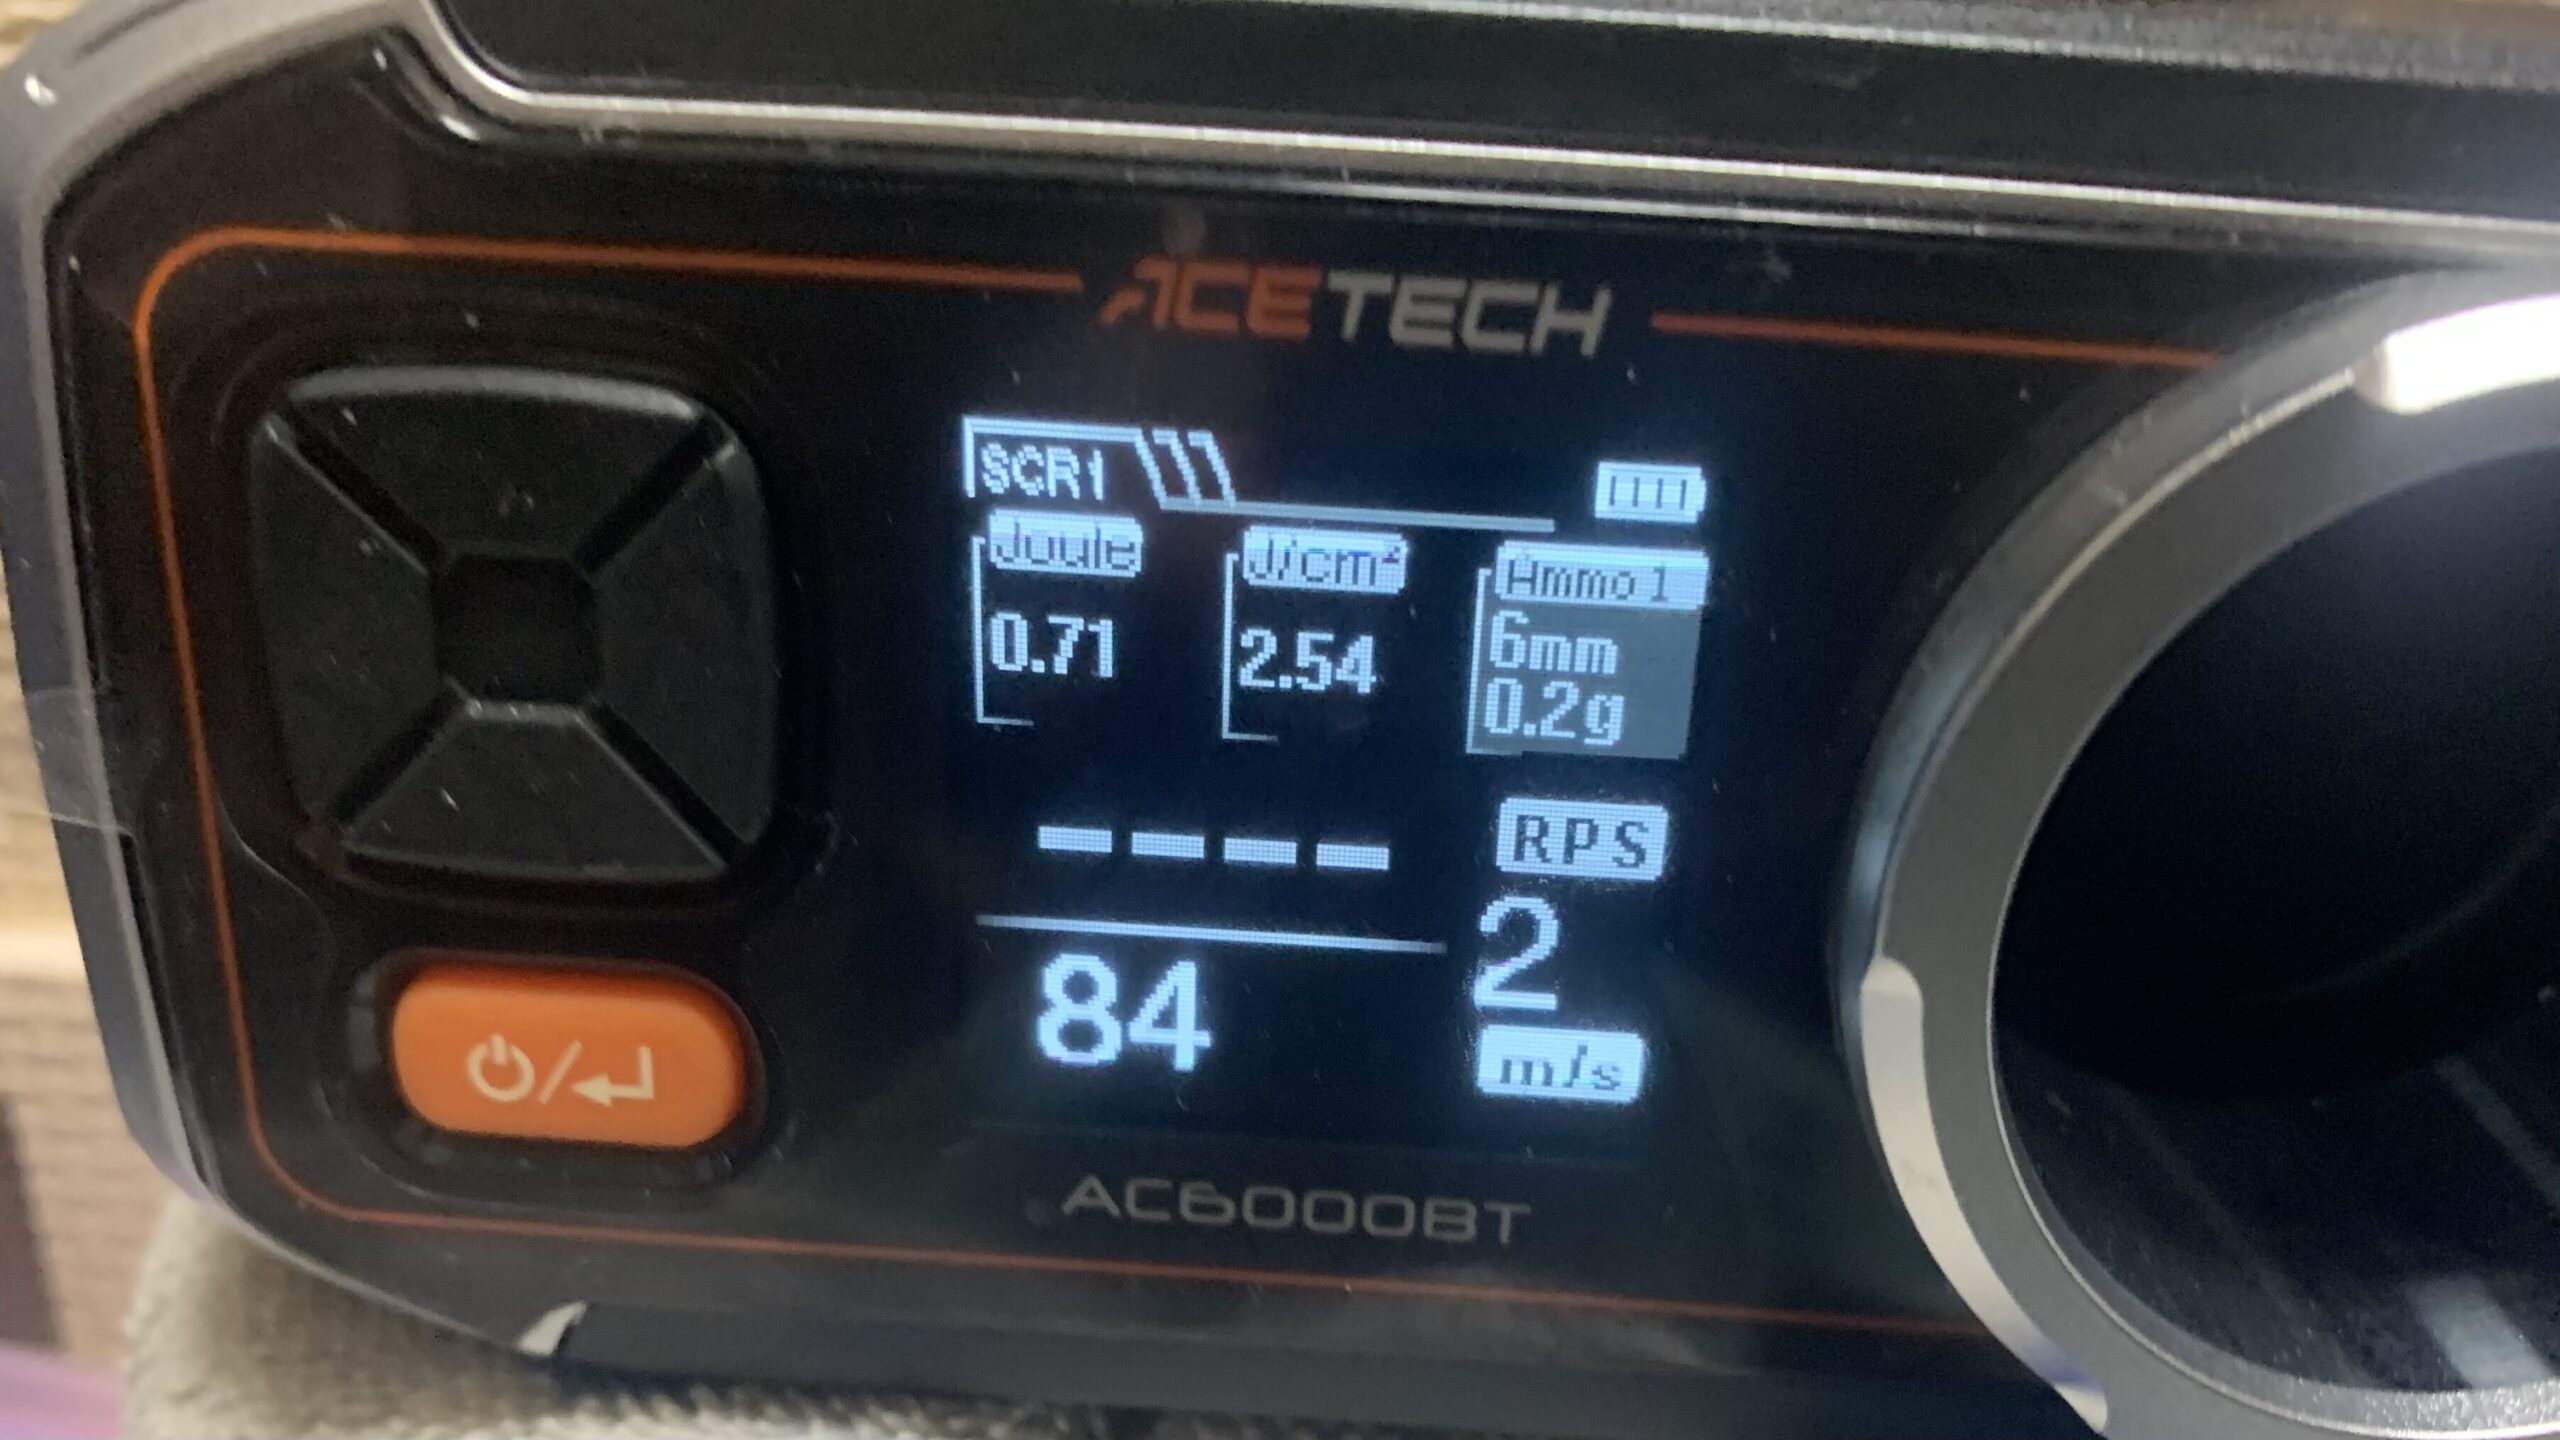 ACETECH
SCR1
Joule J/cm² Ammo 1
0.71 2.54 6mm
0.2g
---- RPS
2
84 m/s
AC6000BT